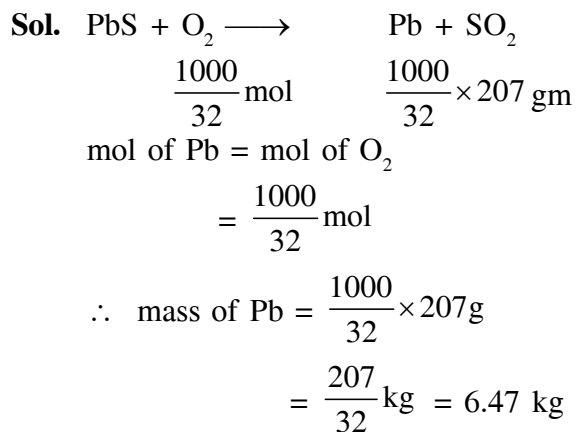 Sol. PbS + O₂ ⟶ Pb + SO₂
1000/32 mol 1000/32 × 207 gm
mol of Pb = mol of O₂
= 1000/32 mol
∴ mass of Pb = 1000/32 × 207g
= 207/32 kg = 6.47 kg